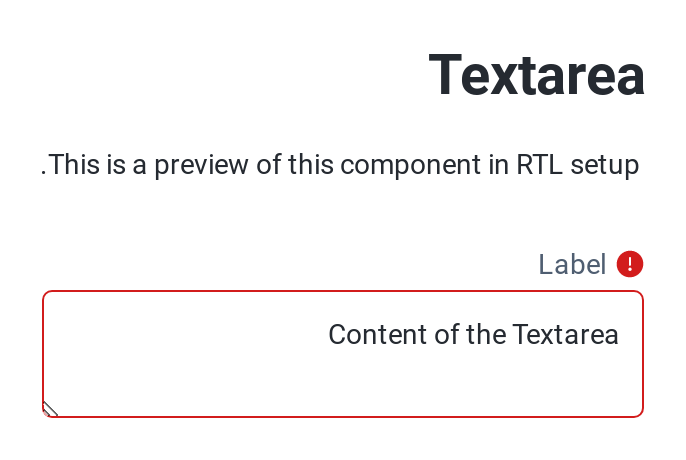 Textarea
.This is a preview of this component in RTL setup
Label
Content of the Textarea